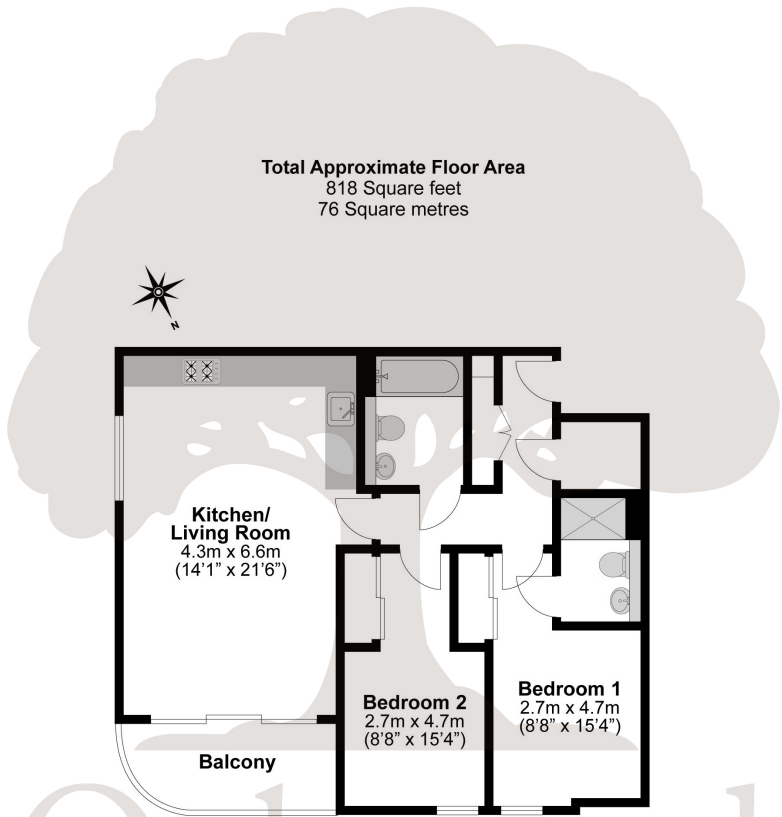 Total Approximate Floor Area
818 Square feet
76 Square metres
N
Kitchen/
Living Room
4.3m x 6.6m
(14'1” x 21'6”)
Bedroom 2
2.7m x 4.7m
(8'8” x 15'4”)
Bedroom 1
2.7m x 4.7m
(8'8” x 15'4”)
Balcony